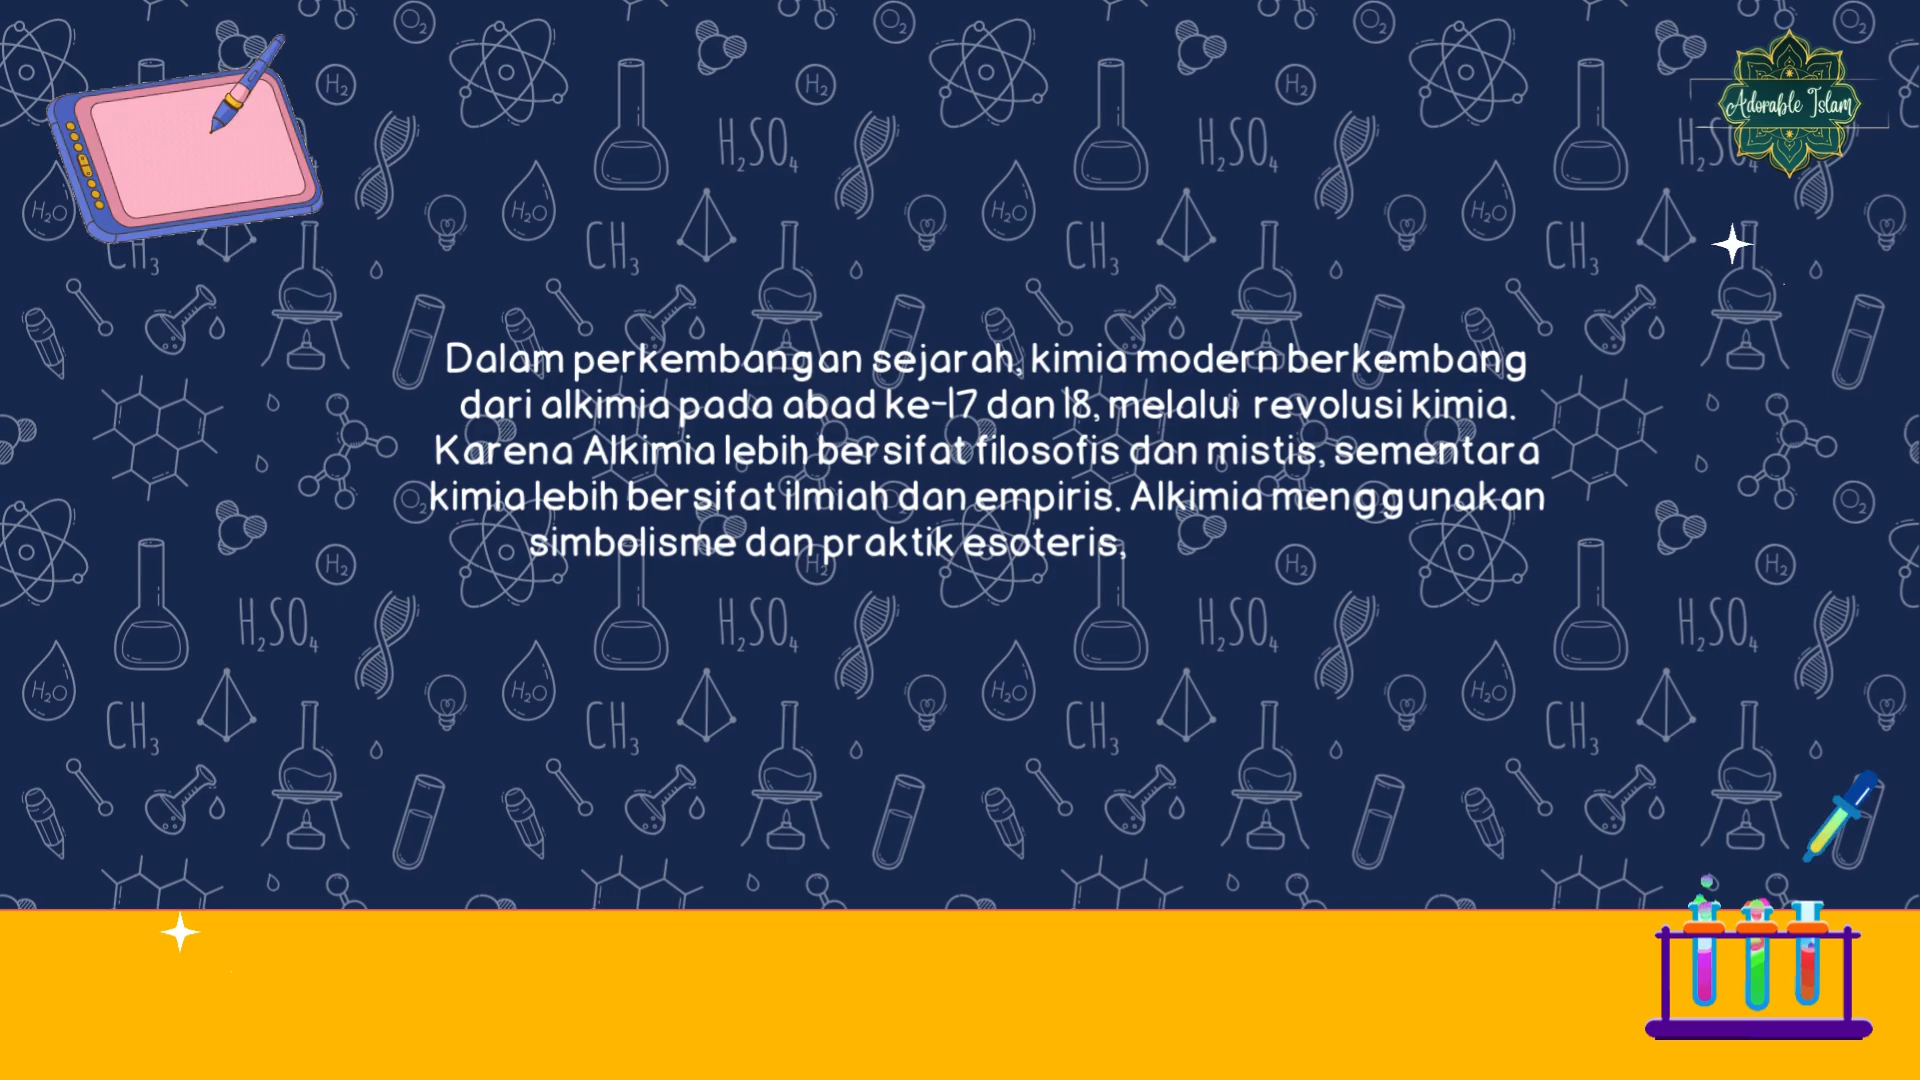 Adorable Islam
Dalam perkembangan sejarah, kimia modern berkembang
dari alkimia pada abad ke-17 dan 18, melalui revolusi kimia.
Karena Alkimia lebih bersifat filosofis dan mistis, sementara
kimia lebih bersifat ilmiah dan empiris. Alkimia menggunakan
simbolisme dan praktik esoteris,